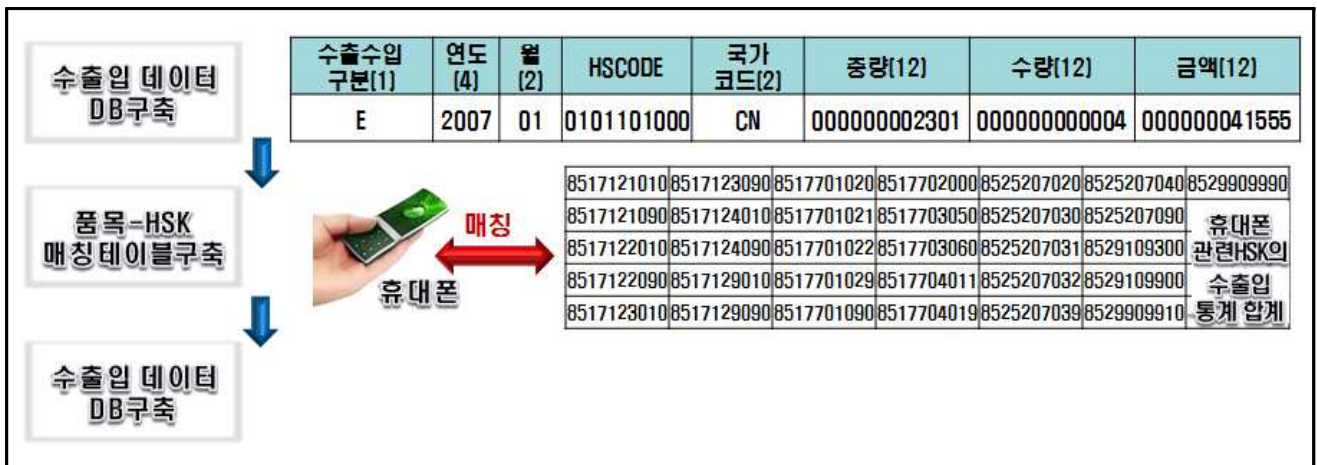 수출입 데이터
DB구축
수출수입
구분(1)
연도
(4)
월
(2)
HSCODE
국가
코드(2)
중량(12)
수량(12)
금액(12)
E
2007
01
0101101000
CN
000000002301
000000000004
000000041555
품목-HSK
매칭테이블구축
휴대폰
매칭
8517121010 8517123090 8517701020 8517702000 8525207020 8525207040 8529909990
8517121090 8517124010 8517701021 8517703050 8525207030 8525207090
8517122010 8517124090 8517701022 8517703060 8525207031 8529109300
8517122090 8517129010 8517701029 8517704011 8525207032 8529109900
8517123010 8517129090 8517701090 8517704019 8525207039 8529909910
휴대폰
관련HSK의
수출입
통계 합계
수출입 데이터
DB구축